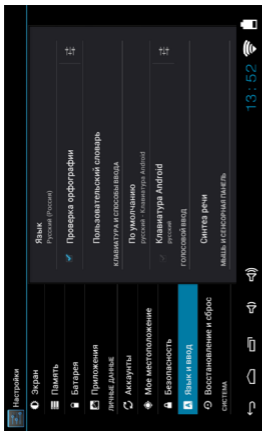 Настройки
Экран
Память
Батарея
Приложения
ЛИЧНЫЕ ДАННЫЕ
Аккаунты
Мое местоположение
Безопасность
Язык и ввод
Восстановление и сброс
СИСТЕМА
Язык
Русский (Россия)
Проверка орфографии
Пользовательский словарь
КЛАВИАТУРА И СПОСОБЫ ВВОДА
По умолчанию
русский - Клавиатура Android
Клавиатура Android
русский
ГОЛОСОВОЙ ВВОД
Синтез речи
МЫШЬ И СЕНСОРНАЯ ПАНЕЛЬ
13:52